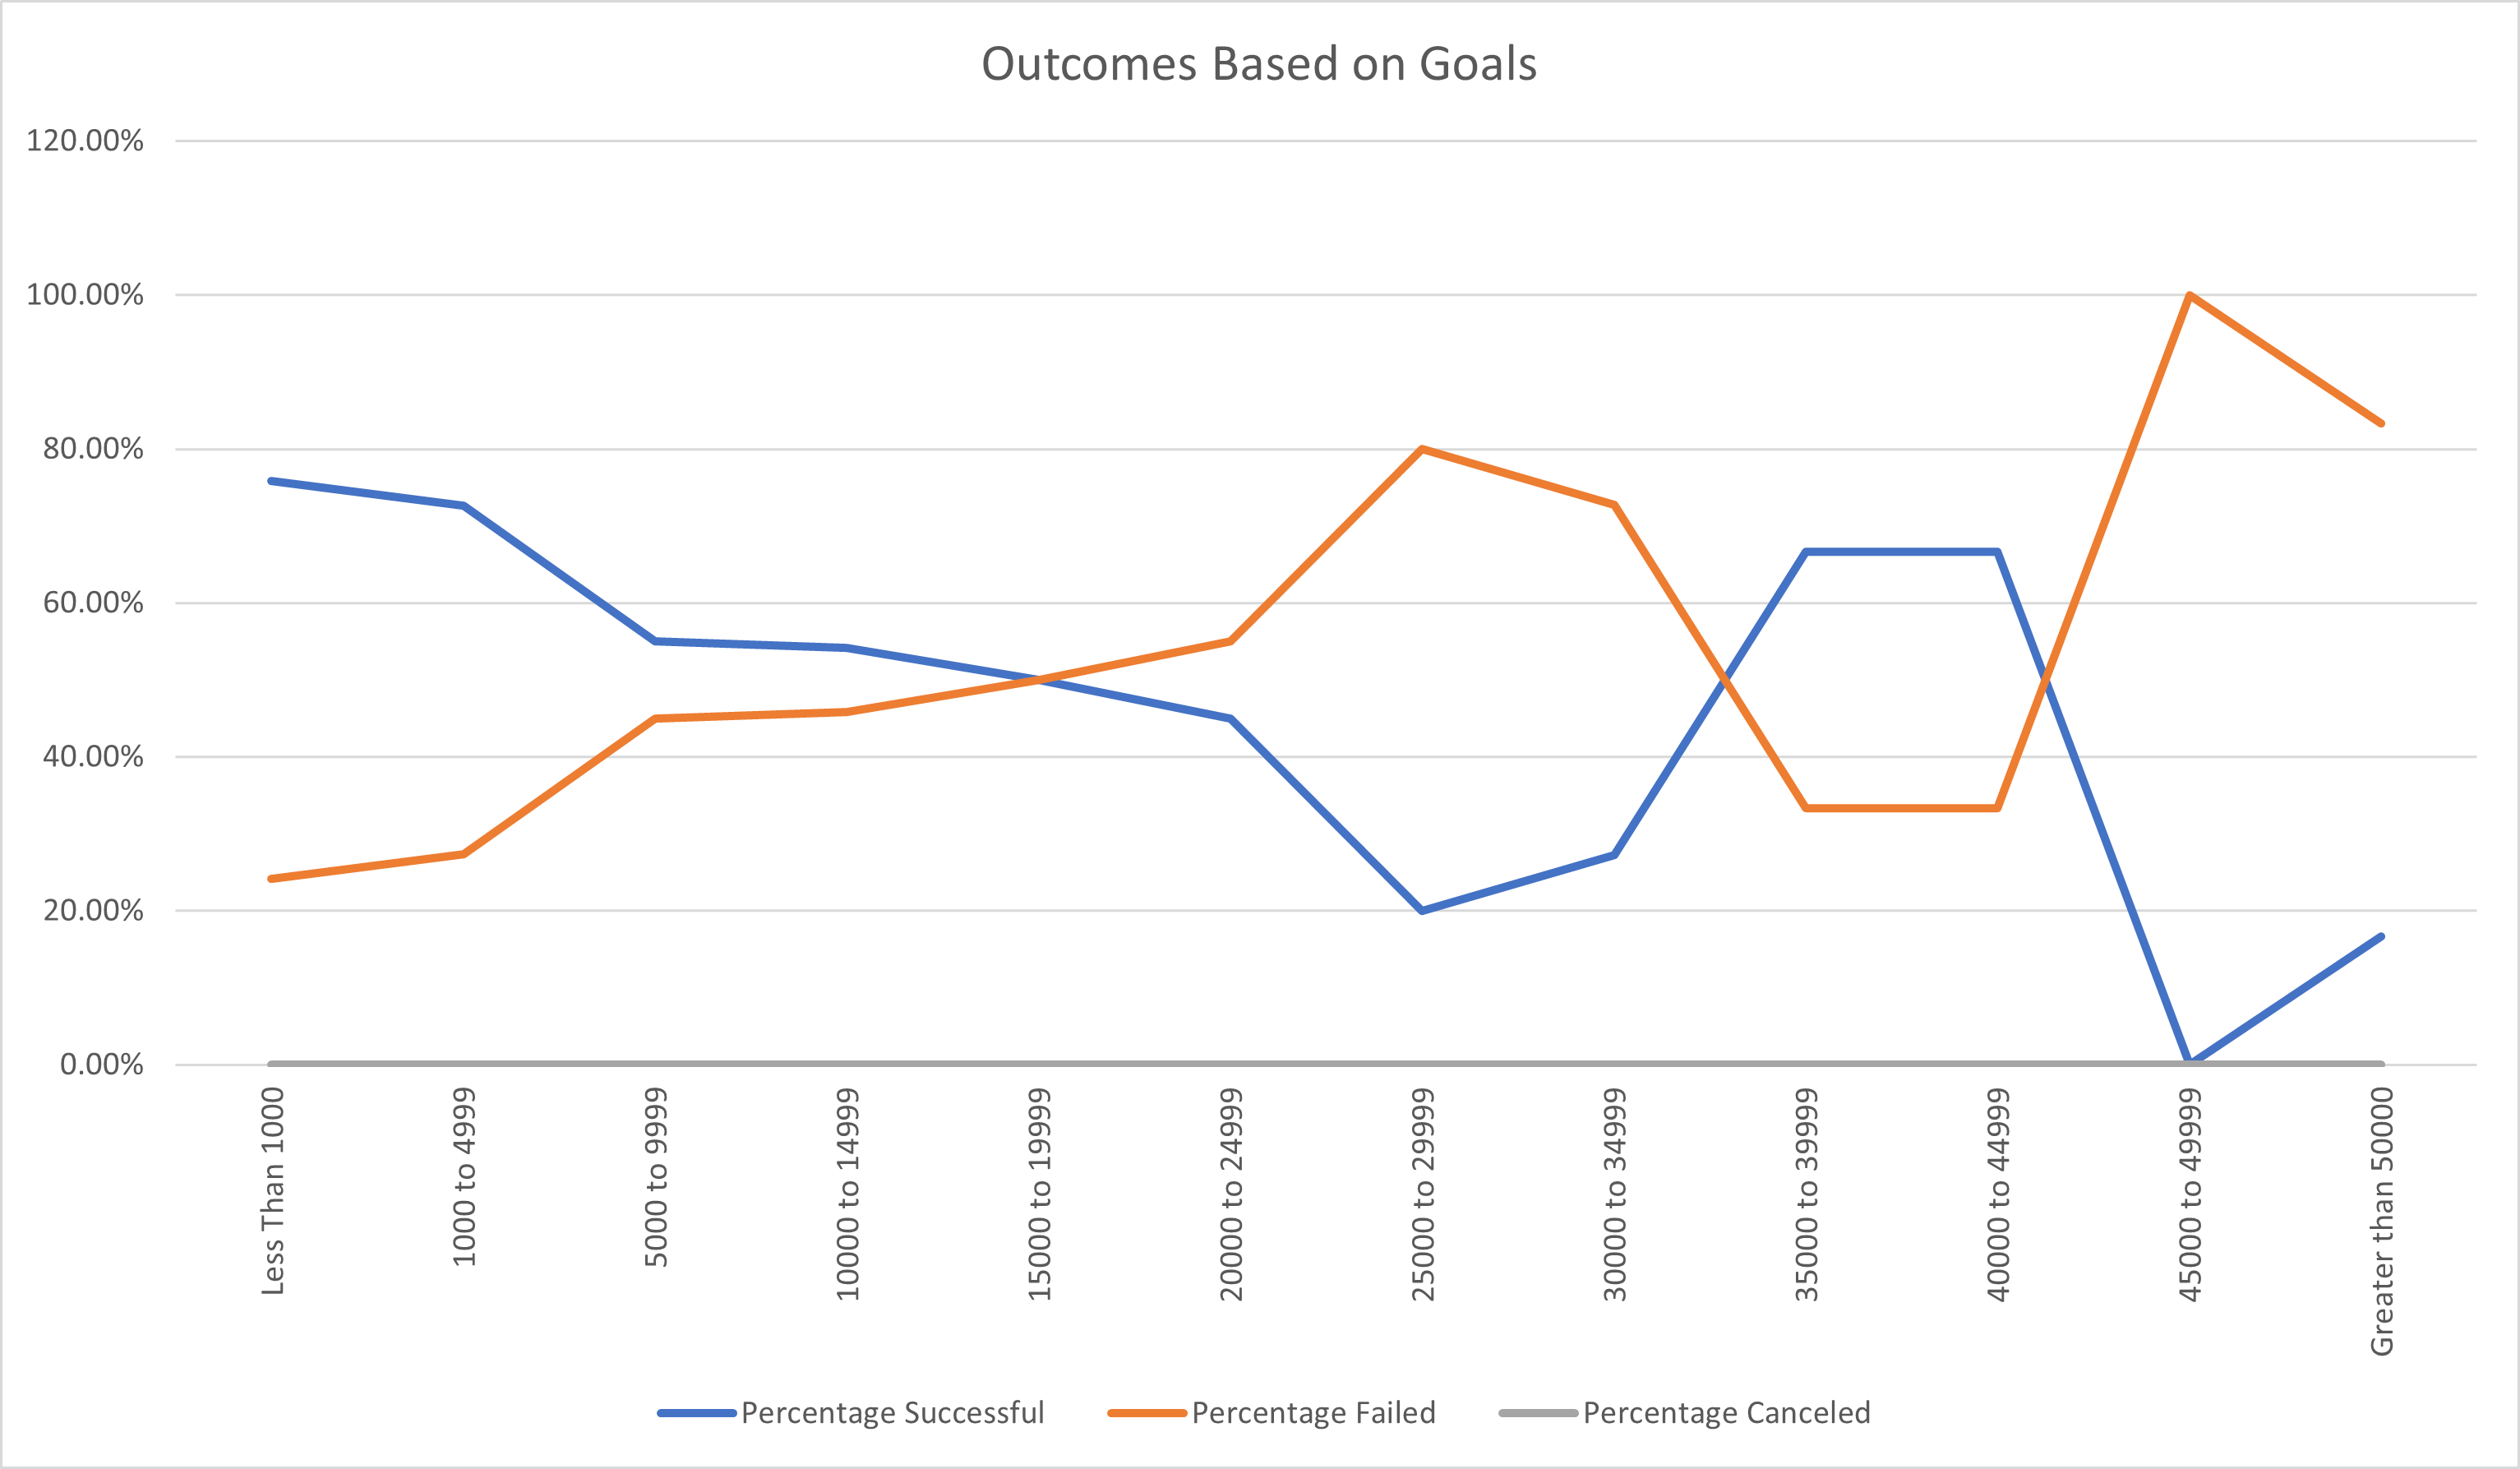 Outcomes Based on Goals
120.00%
100.00%
80.00%
60.00%
40.00%
20.00%
0.00%
Less Than 1000
1000 to 4999
5000 to 9999
10000 to 14999
15000 to 19999
20000 to 24999
25000 to 29999
30000 to 34999
35000 to 39999
40000 to 44999
45000 to 49999
Greater than 50000
Percentage Successful
Percentage Failed
Percentage Canceled